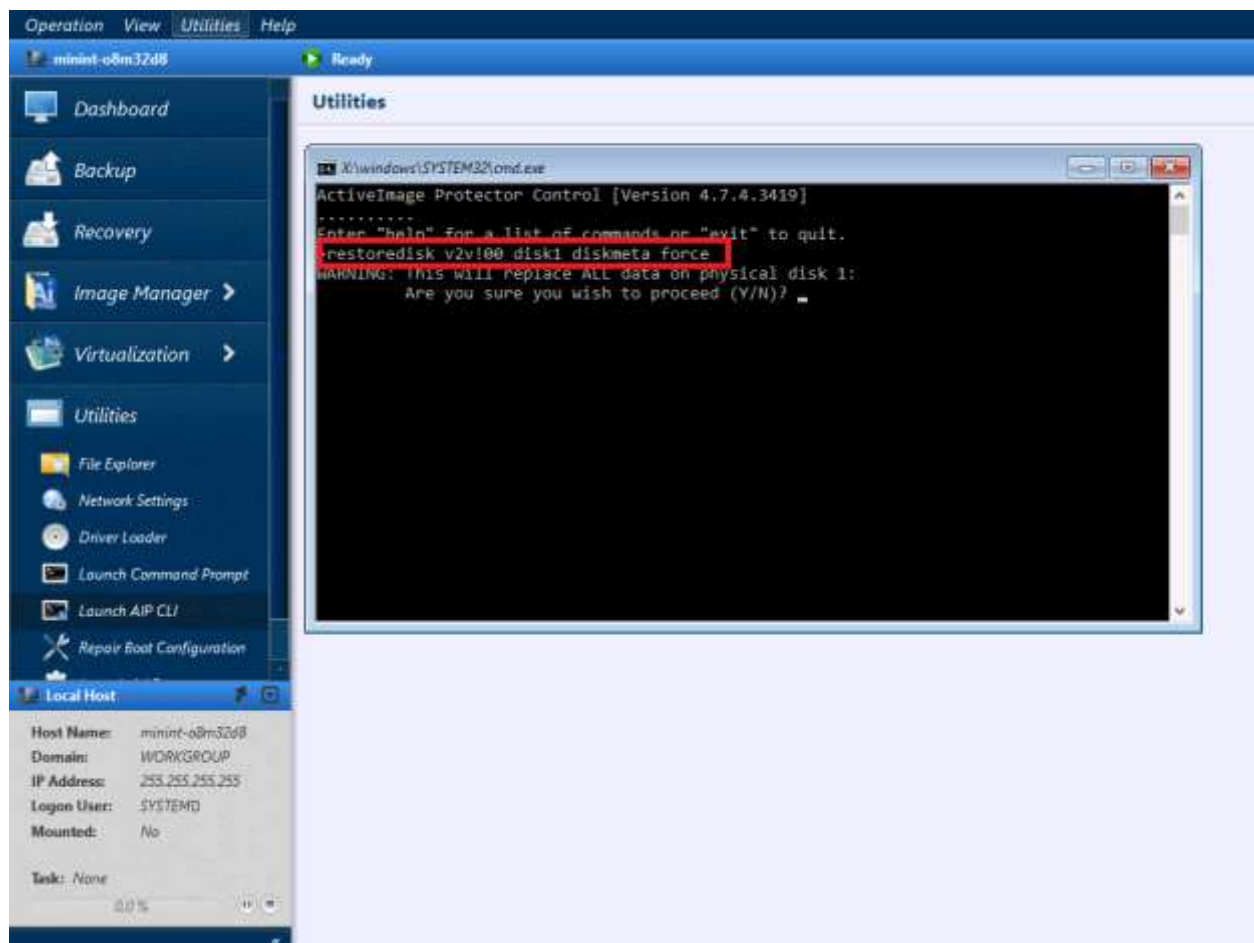 Operation View Utilities Help
minint-o8m32d8
Ready
Dashboard
Backup
Recovery
Image Manager
Virtualization
Utilities
File Explorer
Network Settings
Driver Loader
Launch Command Prompt
Launch AIP CLI
Repair Boot Configuration
Utilities
X:\windows\SYSTEM32\cmd.exe
ActiveImage Protector Control [Version 4.7.4.3419]
..........
Enter "help" for a list of commands or "exit" to quit.
-restoredisk v2v!00 disk1 diskmeta force
WARNING: This will replace ALL data on physical disk 1:
Are you sure you wish to proceed (Y/N)? _
Local Host
Host Name: minint-o8m32d8
Domain: WORKGROUP
IP Address: 255.255.255.255
Logon User:
Mounted: No
Task: None
0.0 %